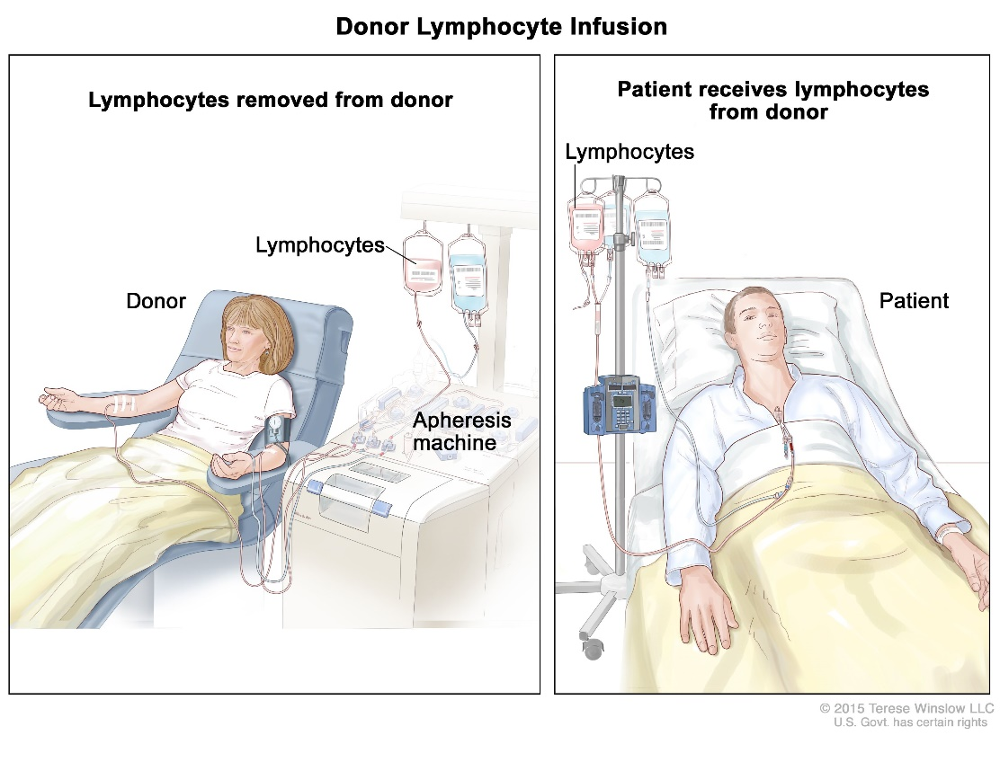 Donor Lymphocyte Infusion
Lymphocytes removed from donor
Lymphocytes
Donor
Apheresis
machine
Patient receives lymphocytes
from donor
Lymphocytes
Patient
© 2015 Terese Winslow LLC
U.S. Govt. has certain rights